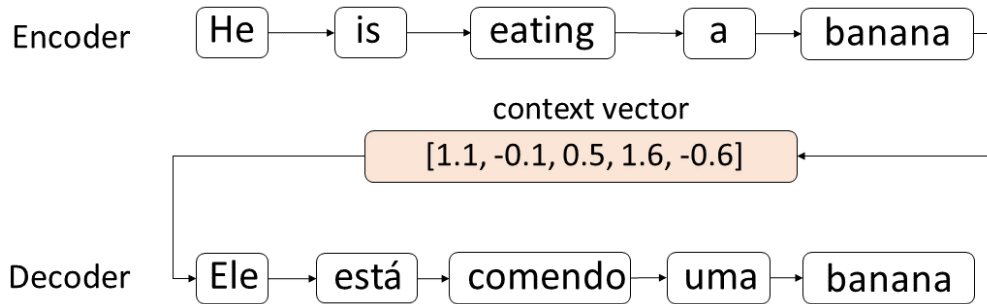 Encoder He is eating a banana
context vector
[1.1, -0.1, 0.5, 1.6, -0.6]
Decoder Ele está comendo uma banana